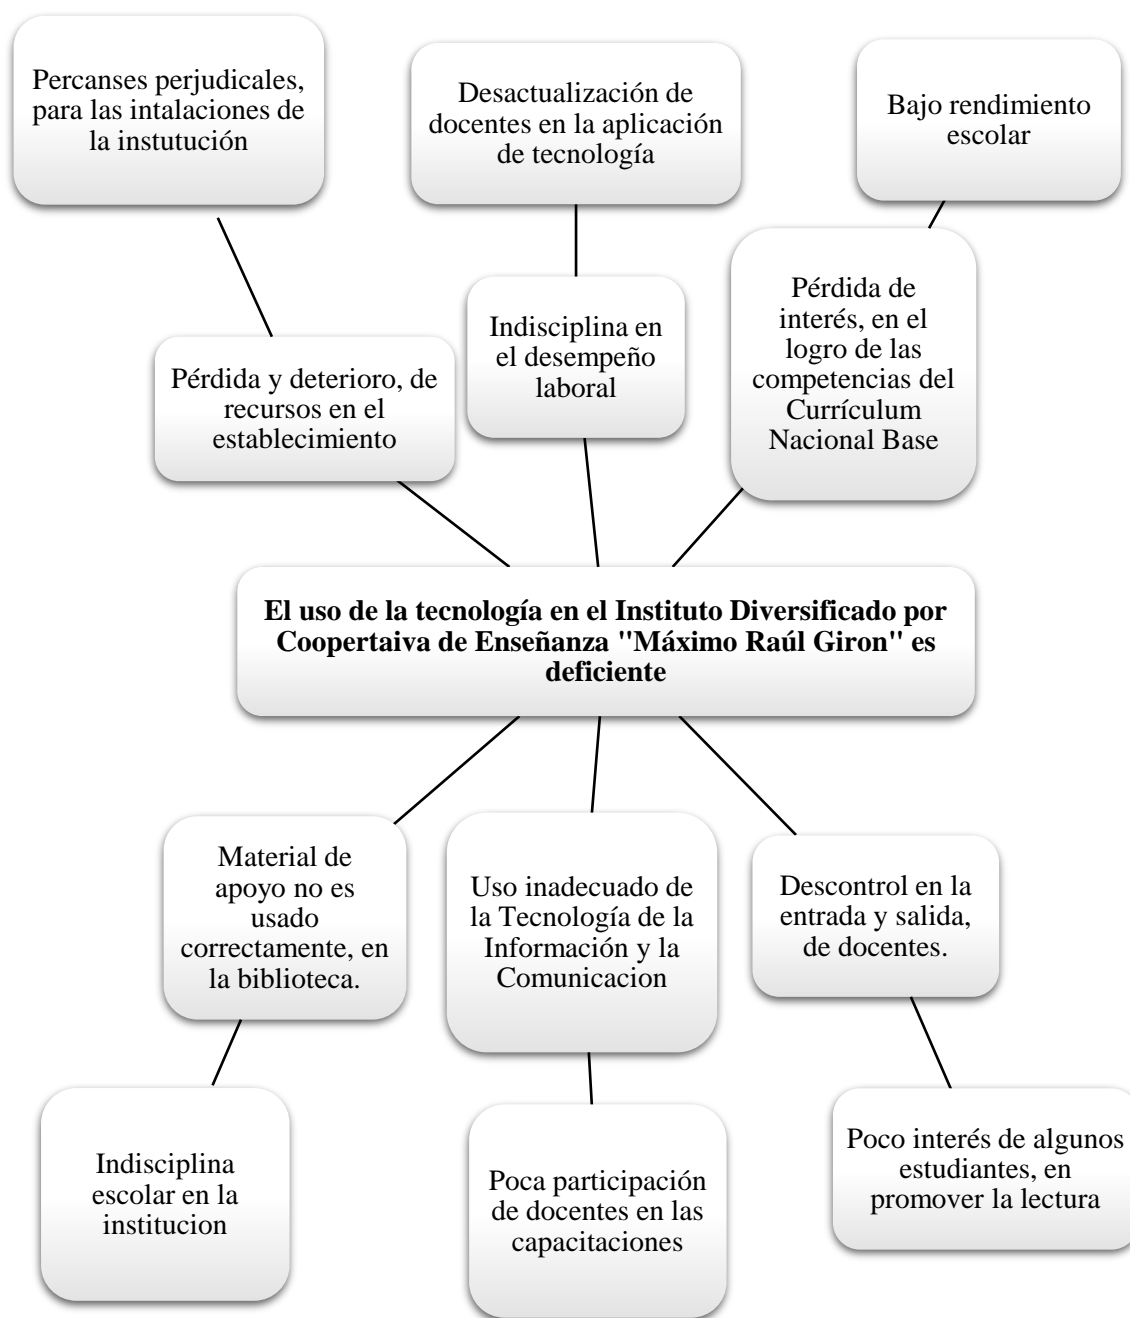 Percanses perjudicales,
para las intalaciones de
la instutución
Desactualización de
docentes en la aplicación
de tecnología
Bajo rendimiento
escolar
Pérdida y deterioro, de
recursos en el
establecimiento
Indisciplina en
el desempeño
laboral
Pérdida de
interés, en el
logro de las
competencias del
Currículum
Nacional Base
El uso de la tecnología en el Instituto Diversificado por
Coopertaiva de Enseñanza "Máximo Raúl Giron" es
deficiente
Material de
apoyo no es
usado
correctamente, en
la biblioteca.
Uso inadecuado de
la Tecnología de la
Información y la
Comunicacion
Descontrol en la
entrada y salida,
de docentes.
Indisciplina
escolar en la
institucion
Poca participación
de docentes en las
capacitaciones
Poco interés de algunos
estudiantes, en
promover la lectura